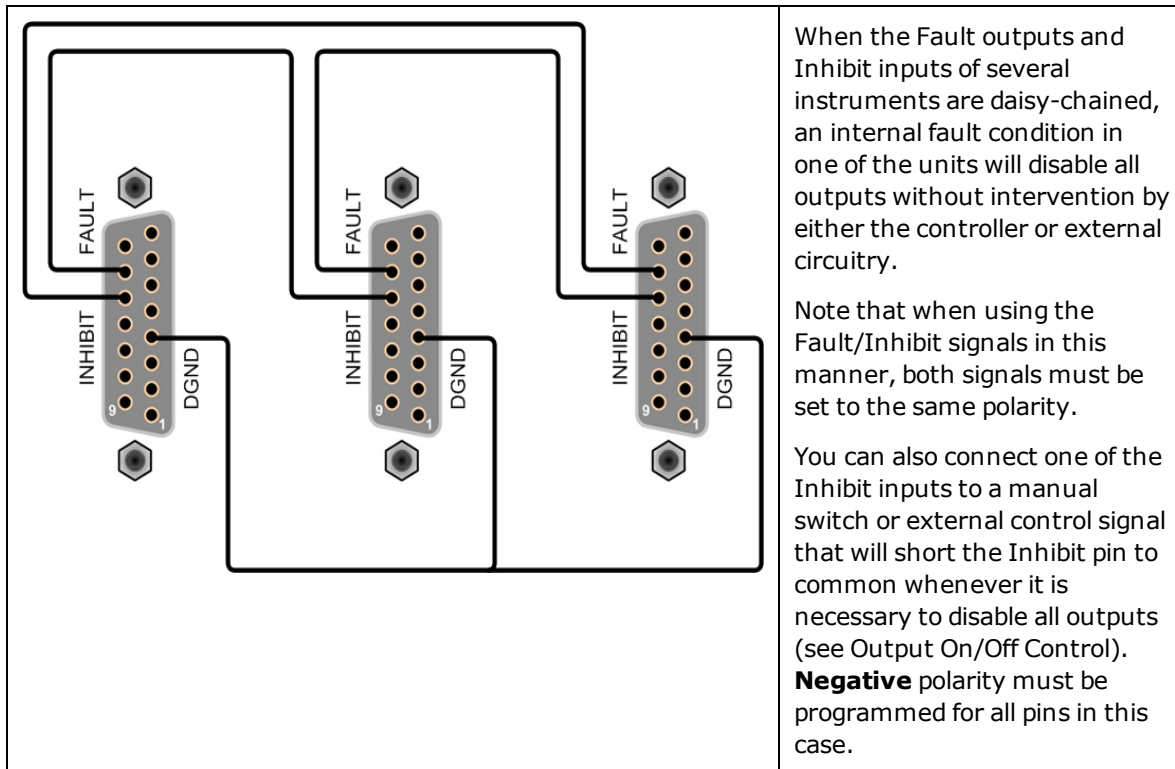 FAULT
INHIBIT
DGND
9
1
FAULT
INHIBIT
DGND
9
1
FAULT
INHIBIT
DGND
9
1
When the Fault outputs and
Inhibit inputs of several
instruments are daisy-chained,
an internal fault condition in
one of the units will disable all
outputs without intervention by
either the controller or external
circuitry.
Note that when using the
Fault/Inhibit signals in this
manner, both signals must be
set to the same polarity.
You can also connect one of the
Inhibit inputs to a manual
switch or external control signal
that will short the Inhibit pin to
common whenever it is
necessary to disable all outputs
(see Output On/Off Control).
Negative polarity must be
programmed for all pins in this
case.